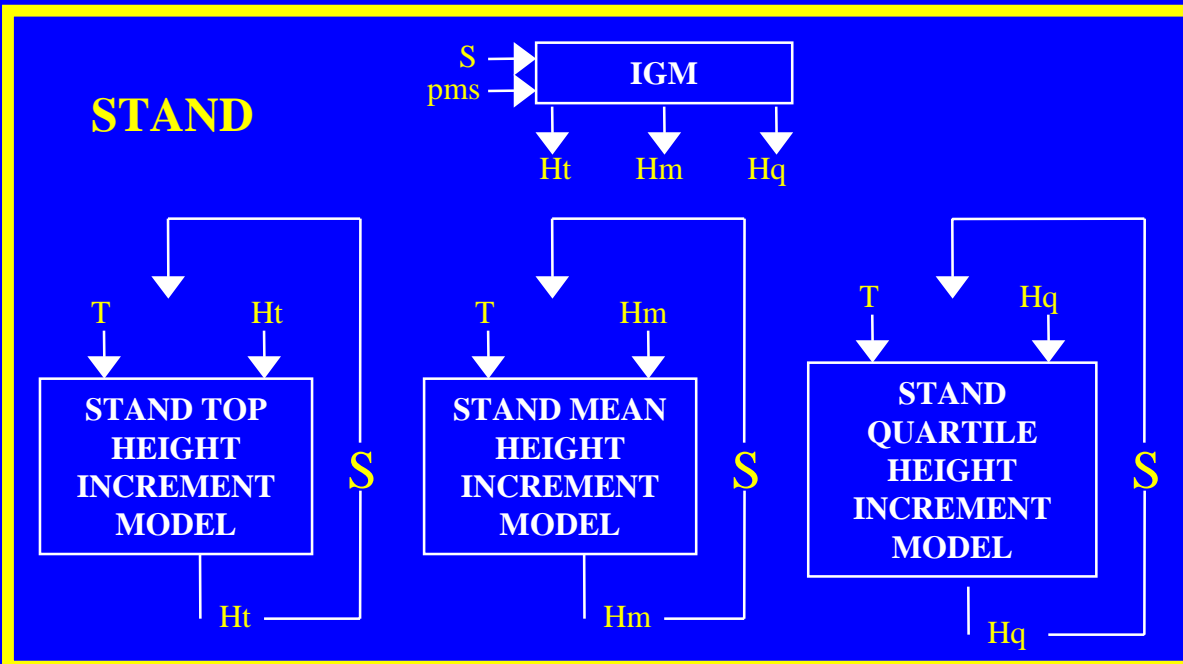 S
pms
IGM
STAND
Ht Hm Hq
T Ht
STAND TOP
HEIGHT
INCREMENT
MODEL
S
Ht
T Hm
STAND MEAN
HEIGHT
INCREMENT
MODEL
S
Hm
T Hq
STAND
QUARTILE
HEIGHT
INCREMENT
MODEL
S
Hq